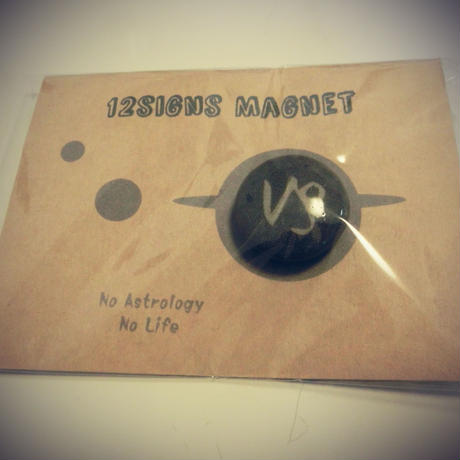 12SIGNS MAGNET
♑
No Astrology
No Life